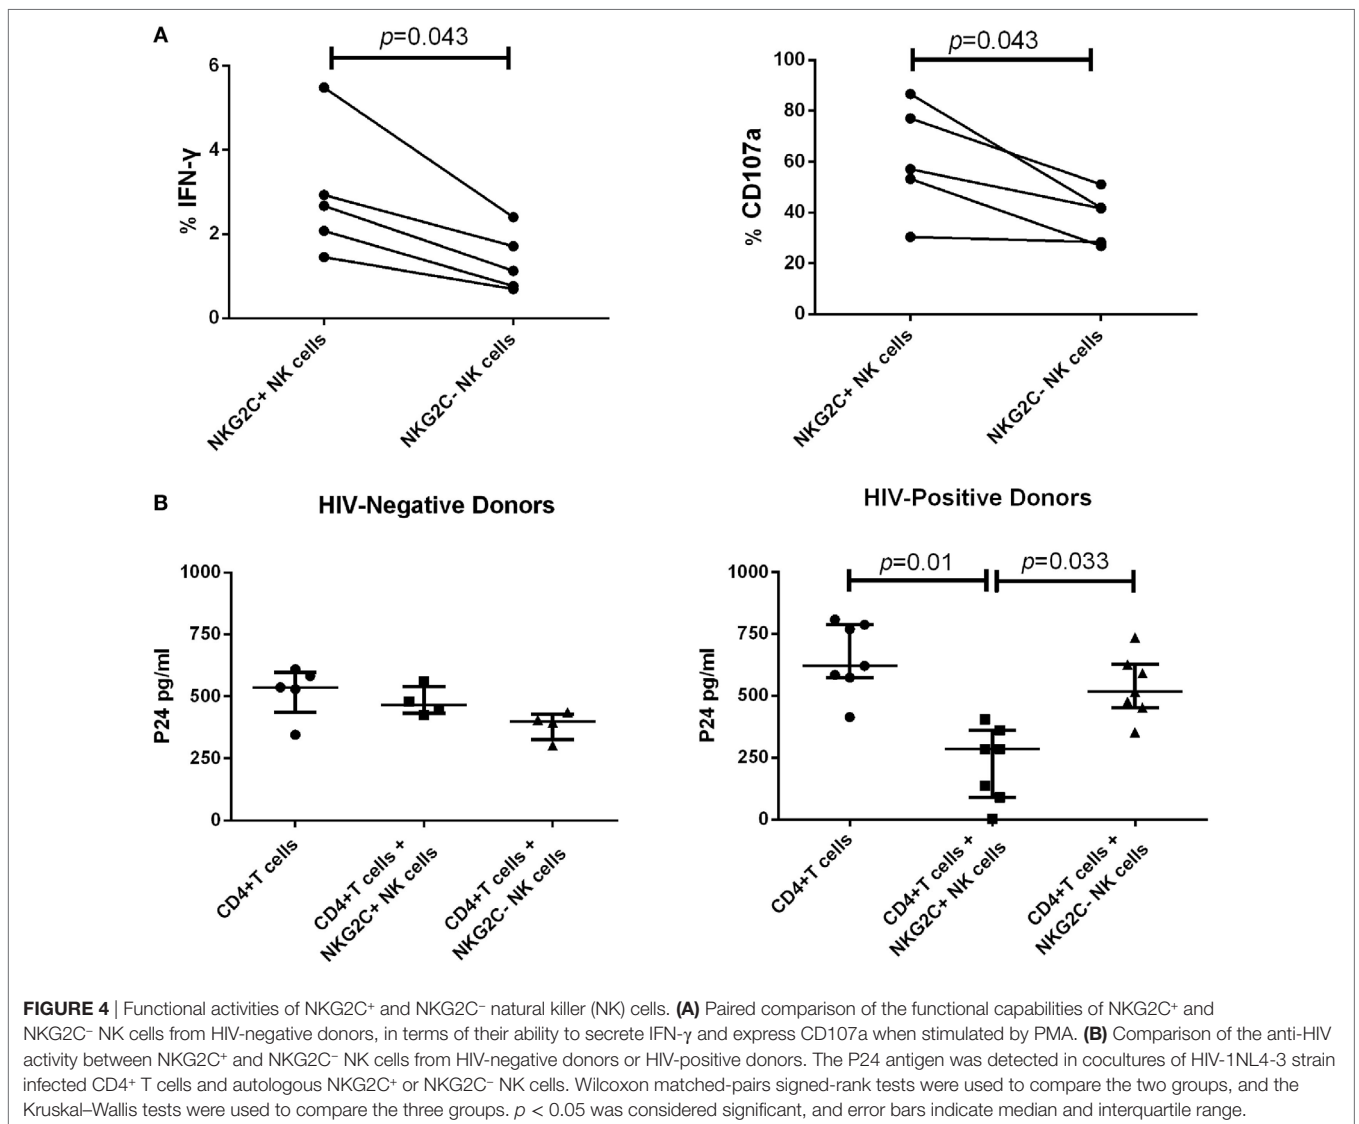 A
p=0.043
% IFN-γ
6
4
2
0
NKG2C+ NK cells
NKG2C- NK cells
p=0.043
% CD107a
100
80
60
40
20
0
NKG2C+ NK cells
NKG2C- NK cells
B
HIV-Negative Donors
P24 pg/ml
1000
750
500
250
0
CD4+T cells
CD4+T cells +
NKG2C+ NK cells
CD4+T cells +
NKG2C- NK cells
HIV-Positive Donors
p=0.01
p=0.033
P24 pg/ml
1000
750
500
250
0
CD4+T cells
CD4+T cells +
NKG2C+ NK cells
CD4+T cells +
NKG2C- NK cells
FIGURE 4 | Functional activities of NKG2C⁺ and NKG2C⁻ natural killer (NK) cells. (A) Paired comparison of the functional capabilities of NKG2C⁺ and
NKG2C⁻ NK cells from HIV-negative donors, in terms of their ability to secrete IFN-γ and express CD107a when stimulated by PMA. (B) Comparison of the anti-HIV
activity between NKG2C⁺ and NKG2C⁻ NK cells from HIV-negative donors or HIV-positive donors. The P24 antigen was detected in cocultures of HIV-1NL4-3 strain
infected CD4⁺ T cells and autologous NKG2C⁺ or NKG2C⁻ NK cells. Wilcoxon matched-pairs signed-rank tests were used to compare the two groups, and the
Kruskal–Wallis tests were used to compare the three groups. p < 0.05 was considered significant, and error bars indicate median and interquartile range.